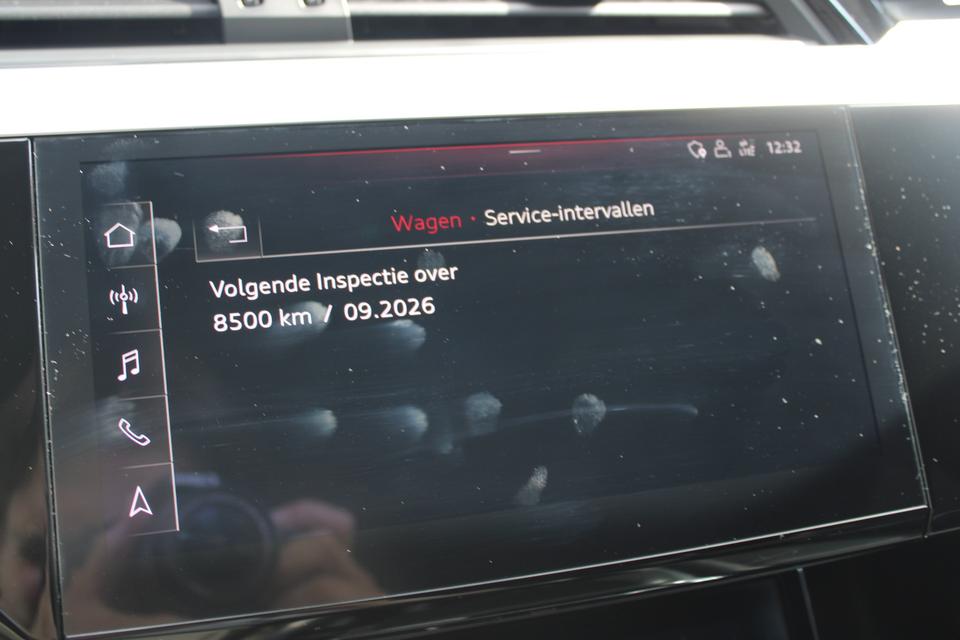 12:32
Wagen · Service-intervallen
Volgende Inspectie over
8500 km / 09.2026